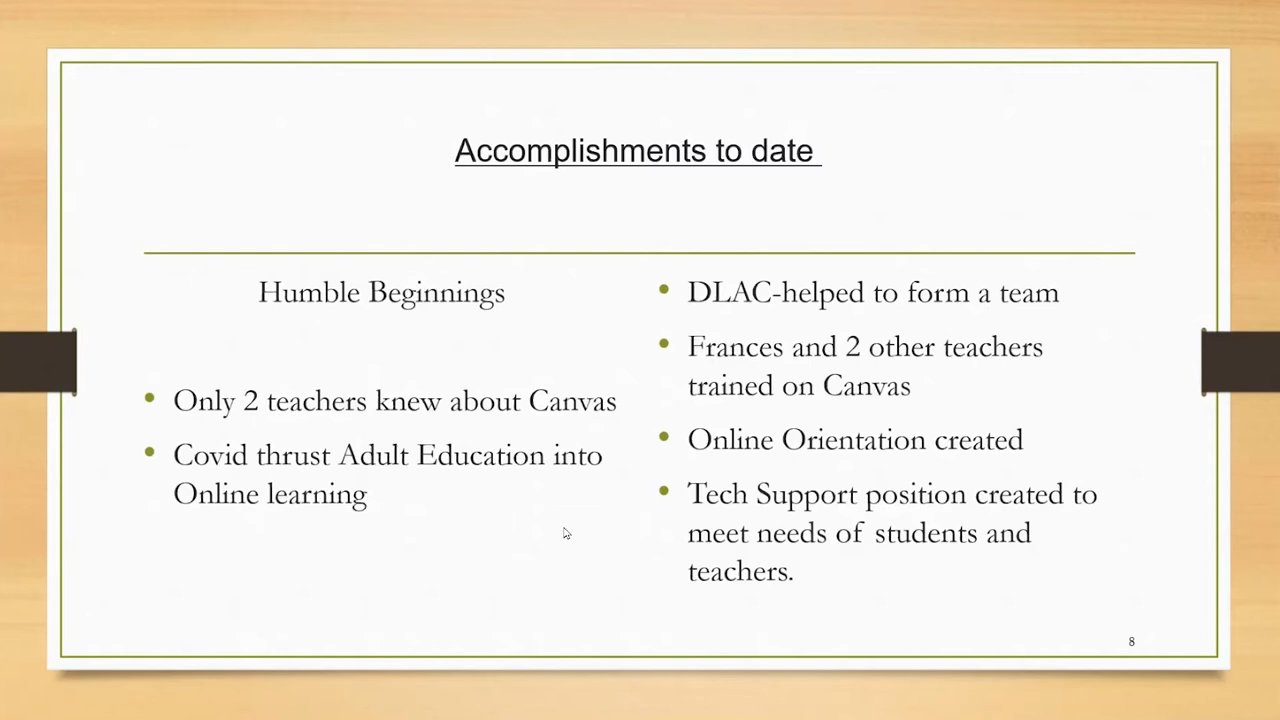 Accomplishments to date
Humble Beginnings
• Only 2 teachers knew about Canvas
• Covid thrust Adult Education into
Online learning
• DLAC-helped to form a team
• Frances and 2 other teachers
trained on Canvas
• Online Orientation created
• Tech Support position created to
meet needs of students and
teachers.
8